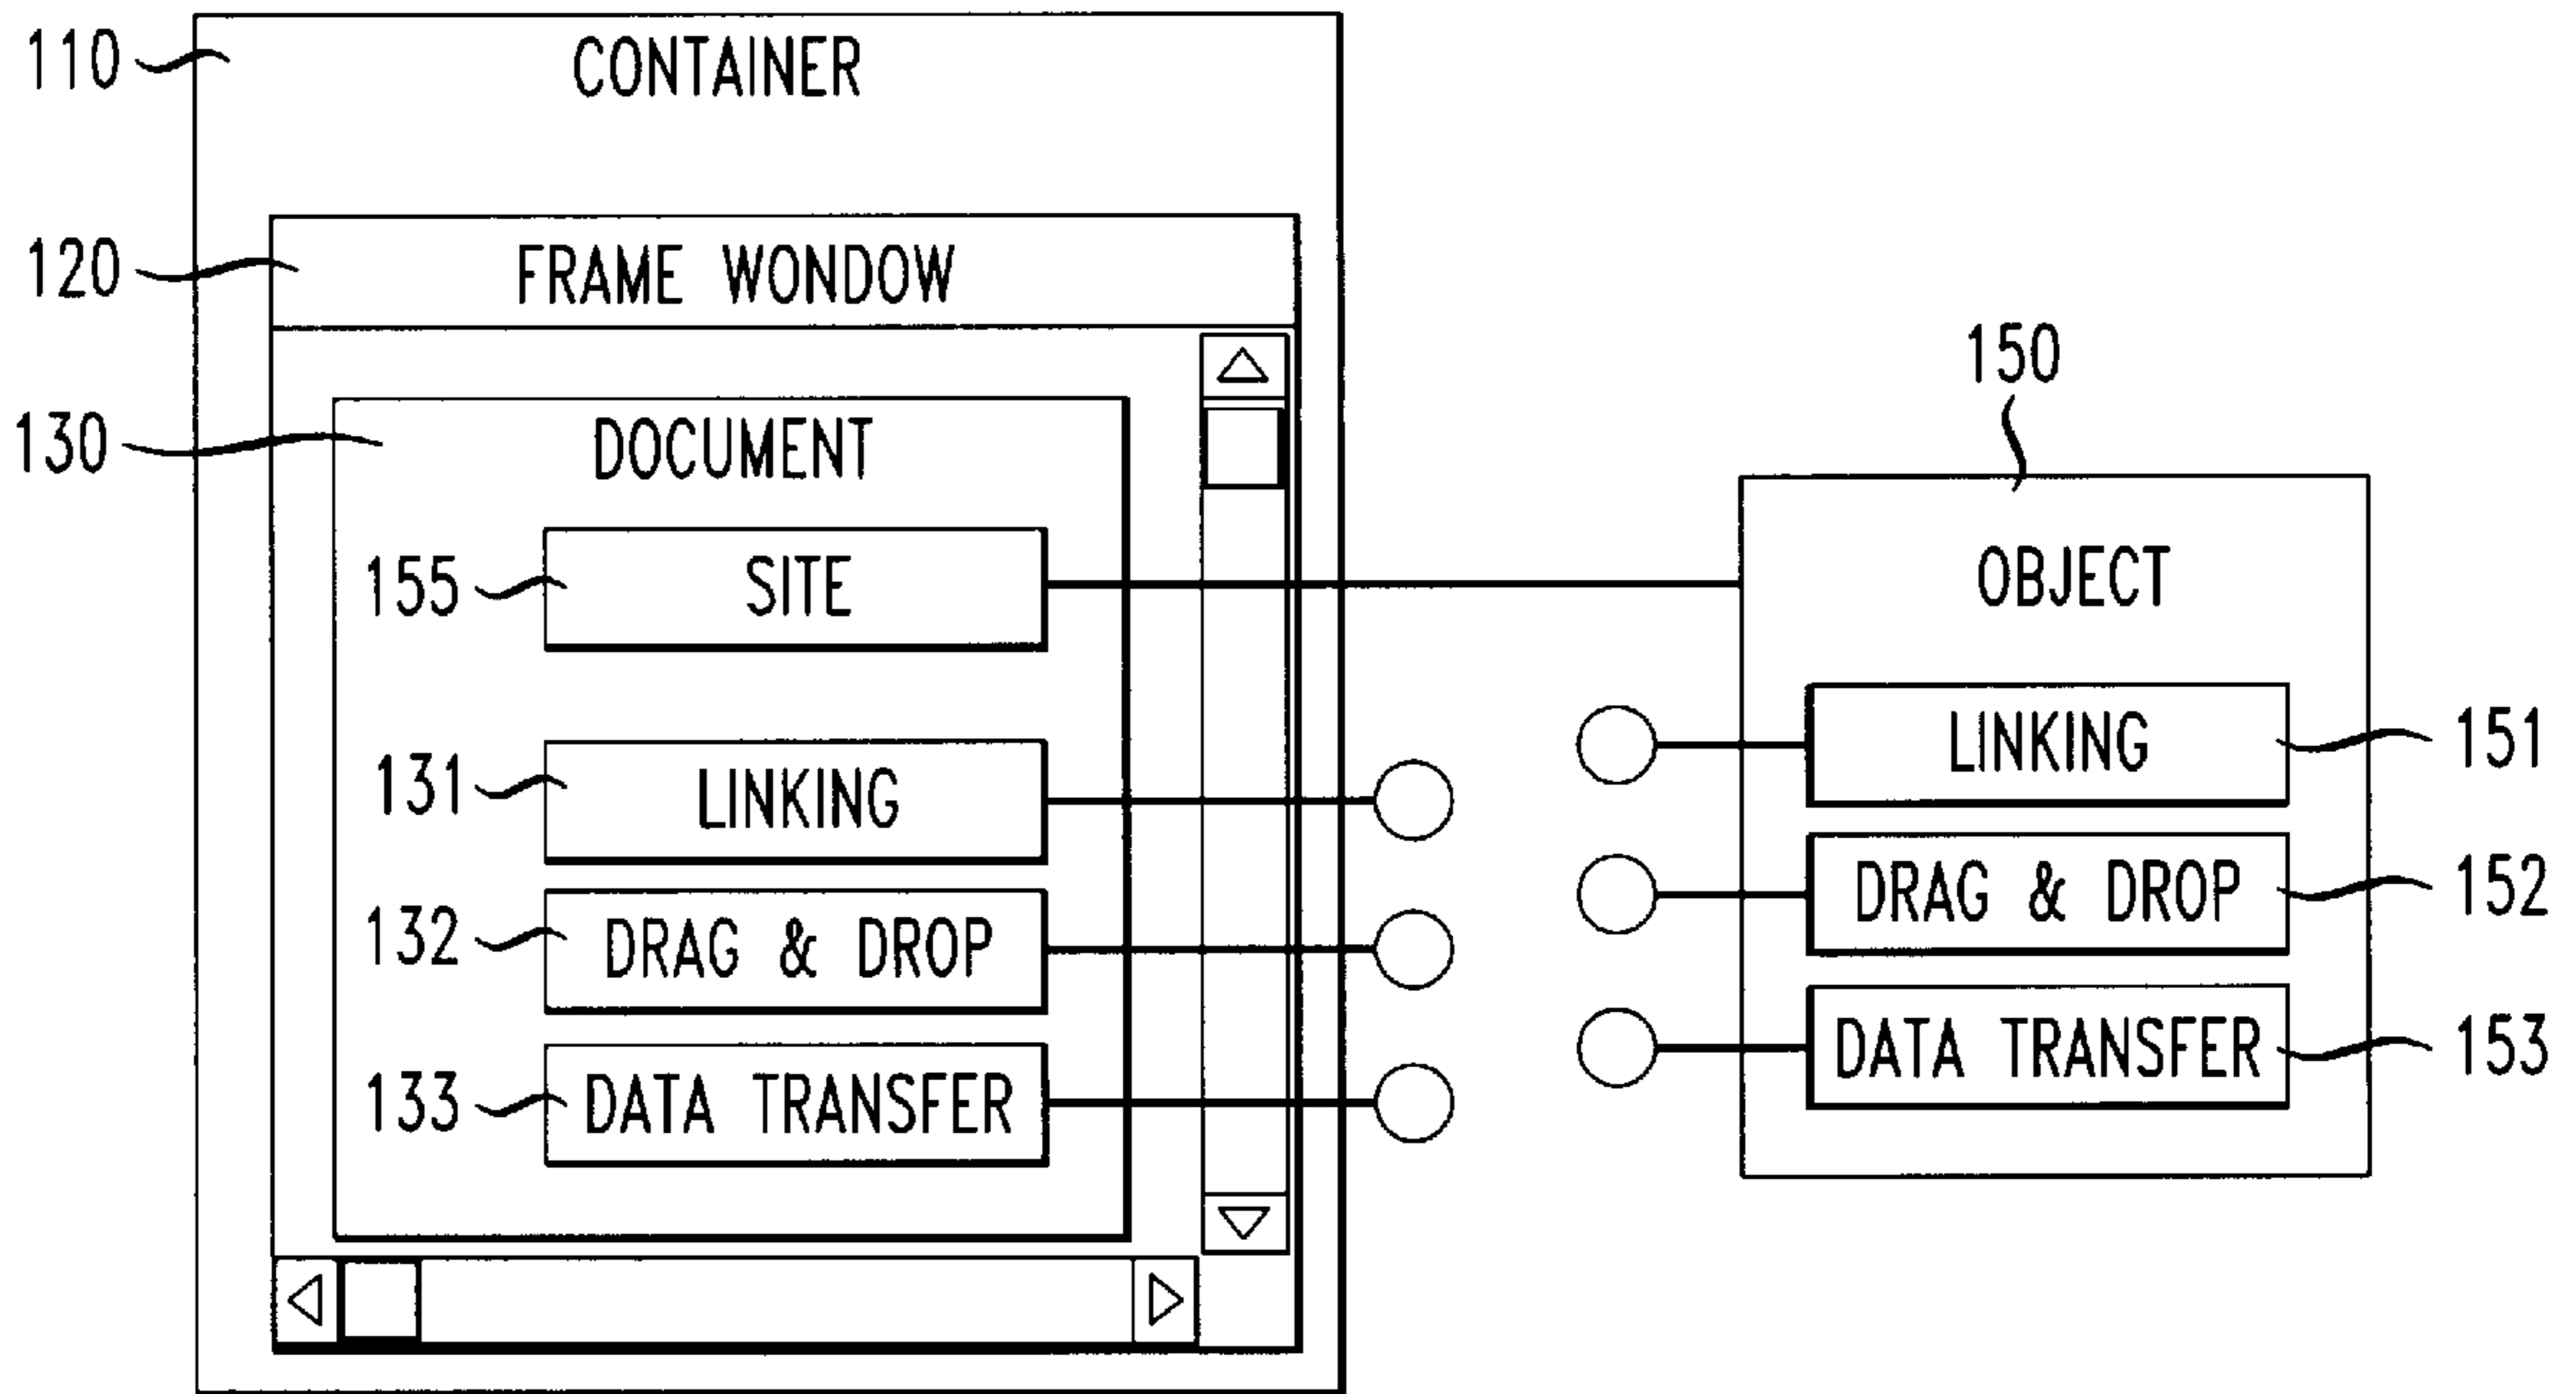 110
CONTAINER
120
FRAME WONDOW
130
DOCUMENT
155
SITE
131
LINKING
132
DRAG & DROP
133
DATA TRANSFER
150
OBJECT
LINKING
151
DRAG & DROP
152
DATA TRANSFER
153